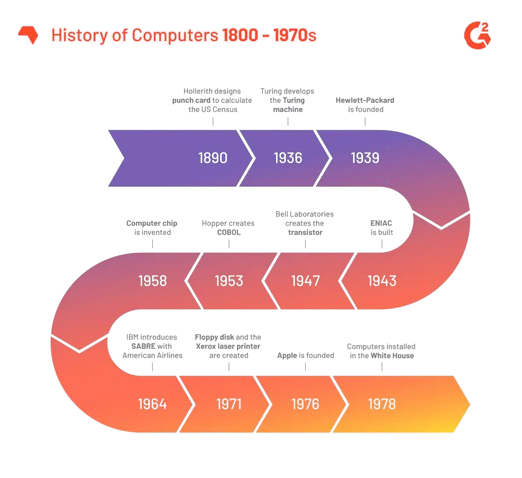 History of Computers 1800 - 1970s
G2
Hollerith designs
punch card to calculate
the US Census
Turing develops
the Turing
machine
Hewlett-Packard
is founded
1890
1936
1939
Computer chip
is invented
Hopper creates
COBOL
Bell Laboratories
creates the
transistor
ENIAC
is built
1958
1953
1947
1943
IBM introduces
SABRE with
American Airlines
Floppy disk and the
Xerox laser printer
are created
Apple is founded
Computers installed
in the White House
1964
1971
1976
1978